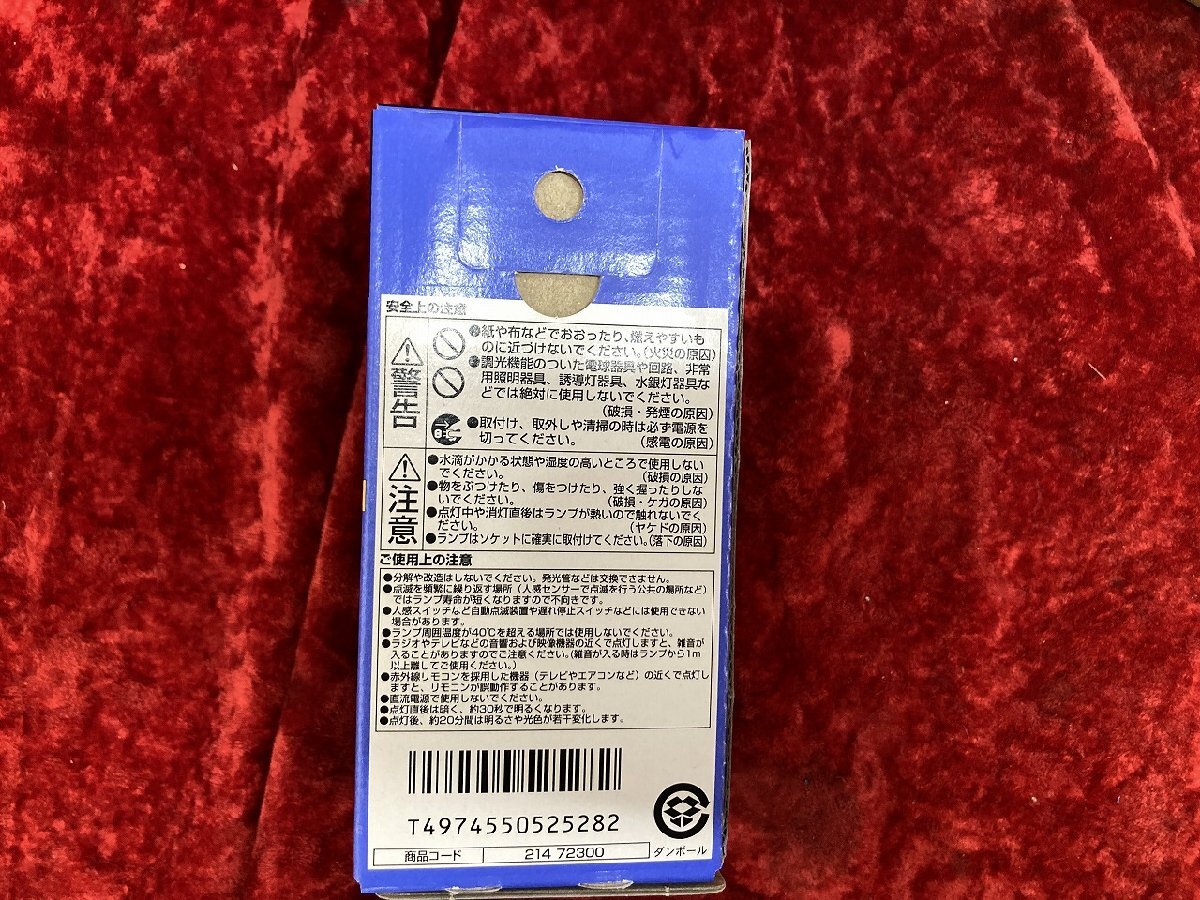 安全上の注意
警告
●紙や布などでおおったり、燃えやすいも
のに近づけないでください。(火災の原因)
●調光機能のついた電球器具や回路、非常
用照明器具、誘導灯器具、水銀灯器具な
どでは絶対に使用しないでください。
(破損・発煙の原因)
●取付け、取外しや清掃の時は必ず電源を
切ってください。 (感電の原因)
注意
●水滴がかかる状態や湿度の高いところで使用しない
でください。 (破損の原因)
●物をぶつけたり、傷をつけたり、強く握ったりしな
いでください。 (破損・ケガの原因)
●点灯中や消灯直後はランプが熱いので触れないでく
ださい。 (ヤケドの原因)
●ランプはソケットに確実に取付けてください。(落下の原因)
ご使用上の注意
●分解や改造はしないでください。発光管などは交換できません。
●点滅を頻繁に繰り返す場所（人感センサーで点滅を行う公共の場所など）
ではランプ寿命が短くなりますので不向きです。
●人感スイッチなど自動点滅装置や遅れ停止スイッチなどには使用できない
場合があります。
●ランプ周囲温度が40℃を超える場所では使用しないでください。
●ラジオやテレビなどの音響および映像機器の近くで点灯しますと、雑音が
入ることがありますのでご注意ください。(雑音が入る時はランプから1m
以上離してご使用ください。)
●赤外線リモコンを採用した機器（テレビやエアコンなど）の近くで点灯し
ますと、リモコンが誤動作することがあります。
●直流電源で使用しないでください。
●点灯直後は暗く、約30秒で明るくなります。
●点灯後、約20分間は明るさや光色が若干変化します。
T4974550525282
商品コード 214 72300 ダンボール